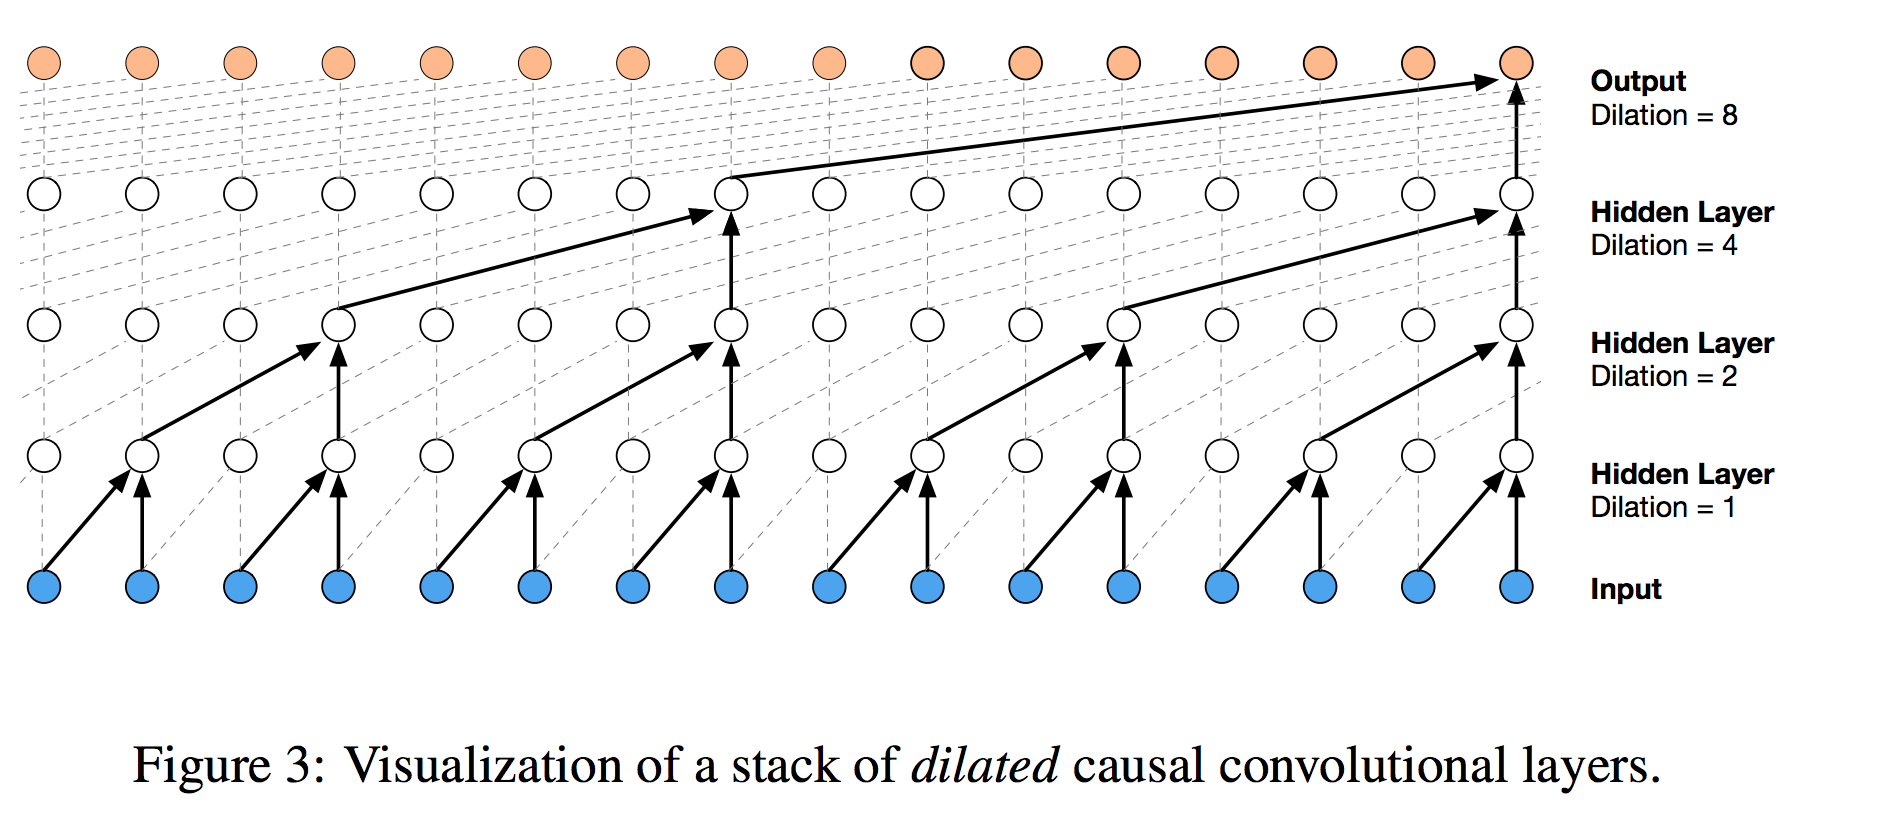 Output
Dilation = 8
Hidden Layer
Dilation = 4
Hidden Layer
Dilation = 2
Hidden Layer
Dilation = 1
Input
Figure 3: Visualization of a stack of dilated causal convolutional layers.